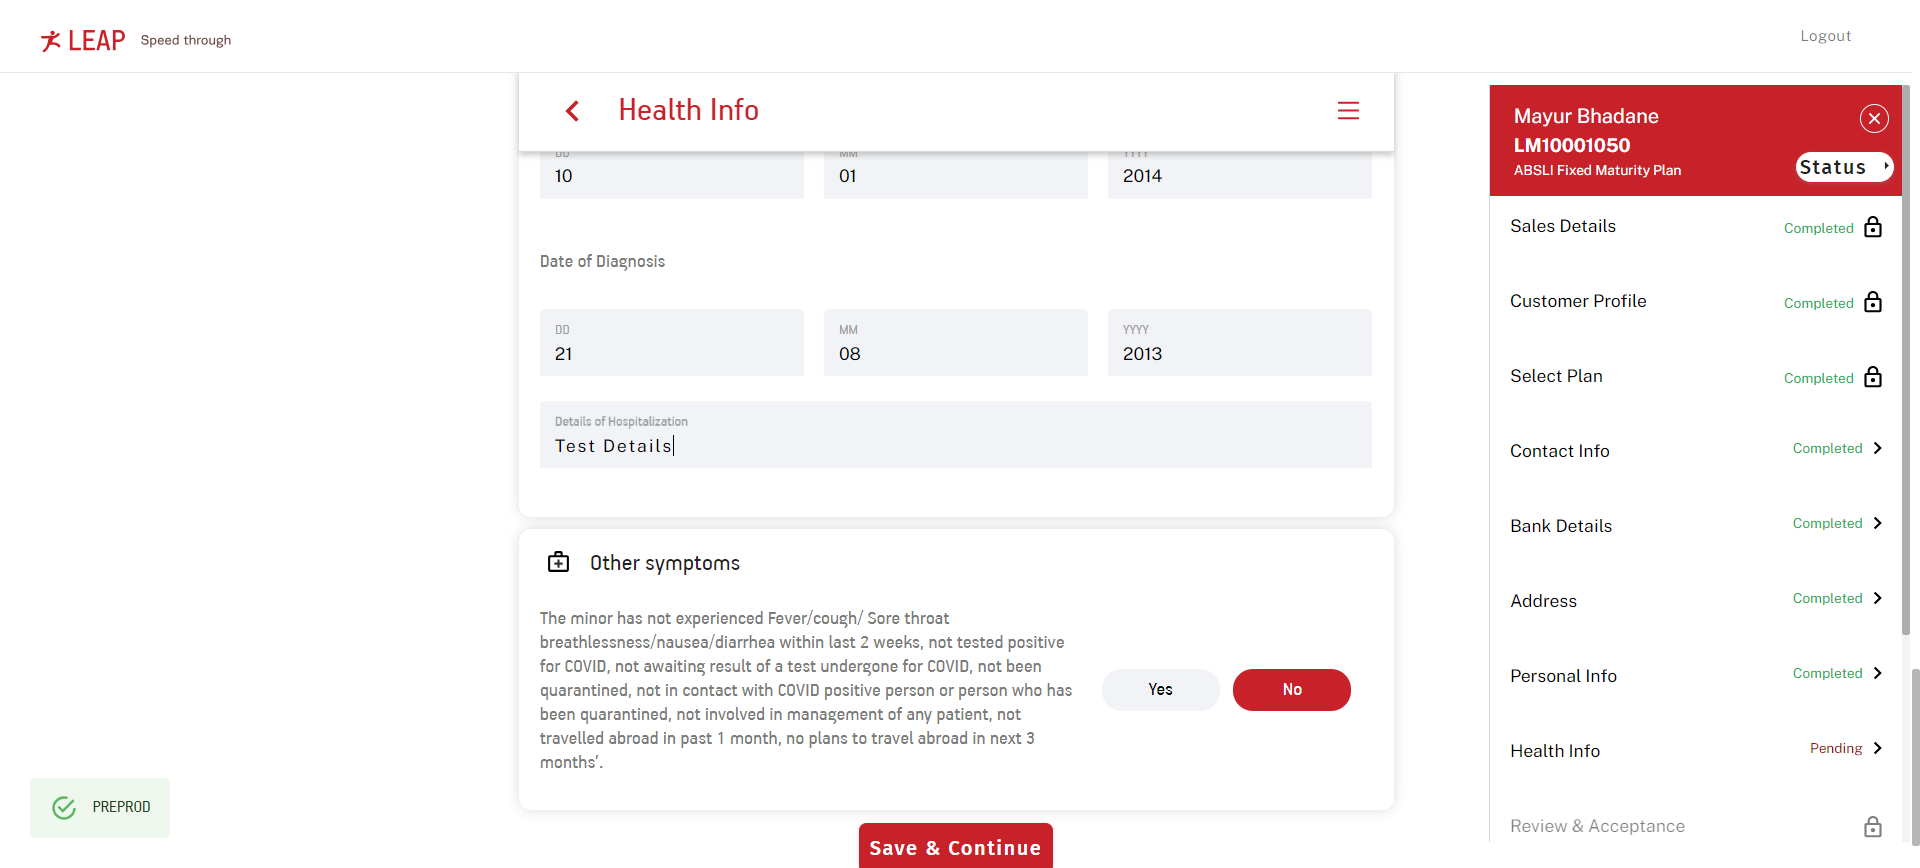 LEAP Speed through
Logout
Health Info
DD MM YYYY
10 01 2014
Date of Diagnosis
DD MM YYYY
21 08 2013
Details of Hospitalization
Test Details
Other symptoms
The minor has not experienced Fever/cough/ Sore throat
breathlessness/nausea/diarrhea within last 2 weeks, not tested positive
for COVID, not awaiting result of a test undergone for COVID, not been
quarantined, not in contact with COVID positive person or person who has
been quarantined, not involved in management of any patient, not
travelled abroad in past 1 month, no plans to travel abroad in next 3
months'.
Yes No
Save & Continue
PREPROD
Mayur Bhadane
LM10001050
ABSLI Fixed Maturity Plan
Status
Sales Details Completed
Customer Profile Completed
Select Plan Completed
Contact Info Completed
Bank Details Completed
Address Completed
Personal Info Completed
Health Info Pending
Review & Acceptance